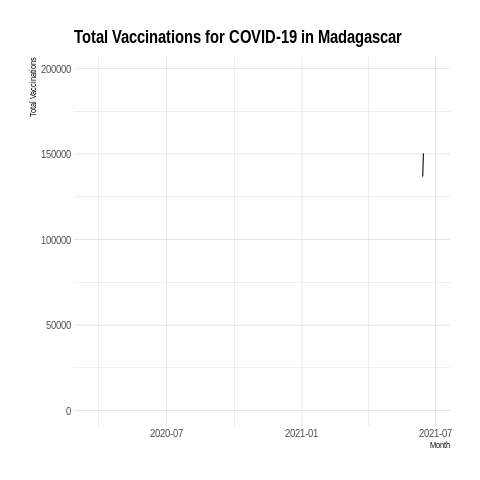 Total Vaccinations for COVID-19 in Madagascar
Total Vaccinations
200000
150000
100000
50000
0
2020-07
2021-01
2021-07
Month